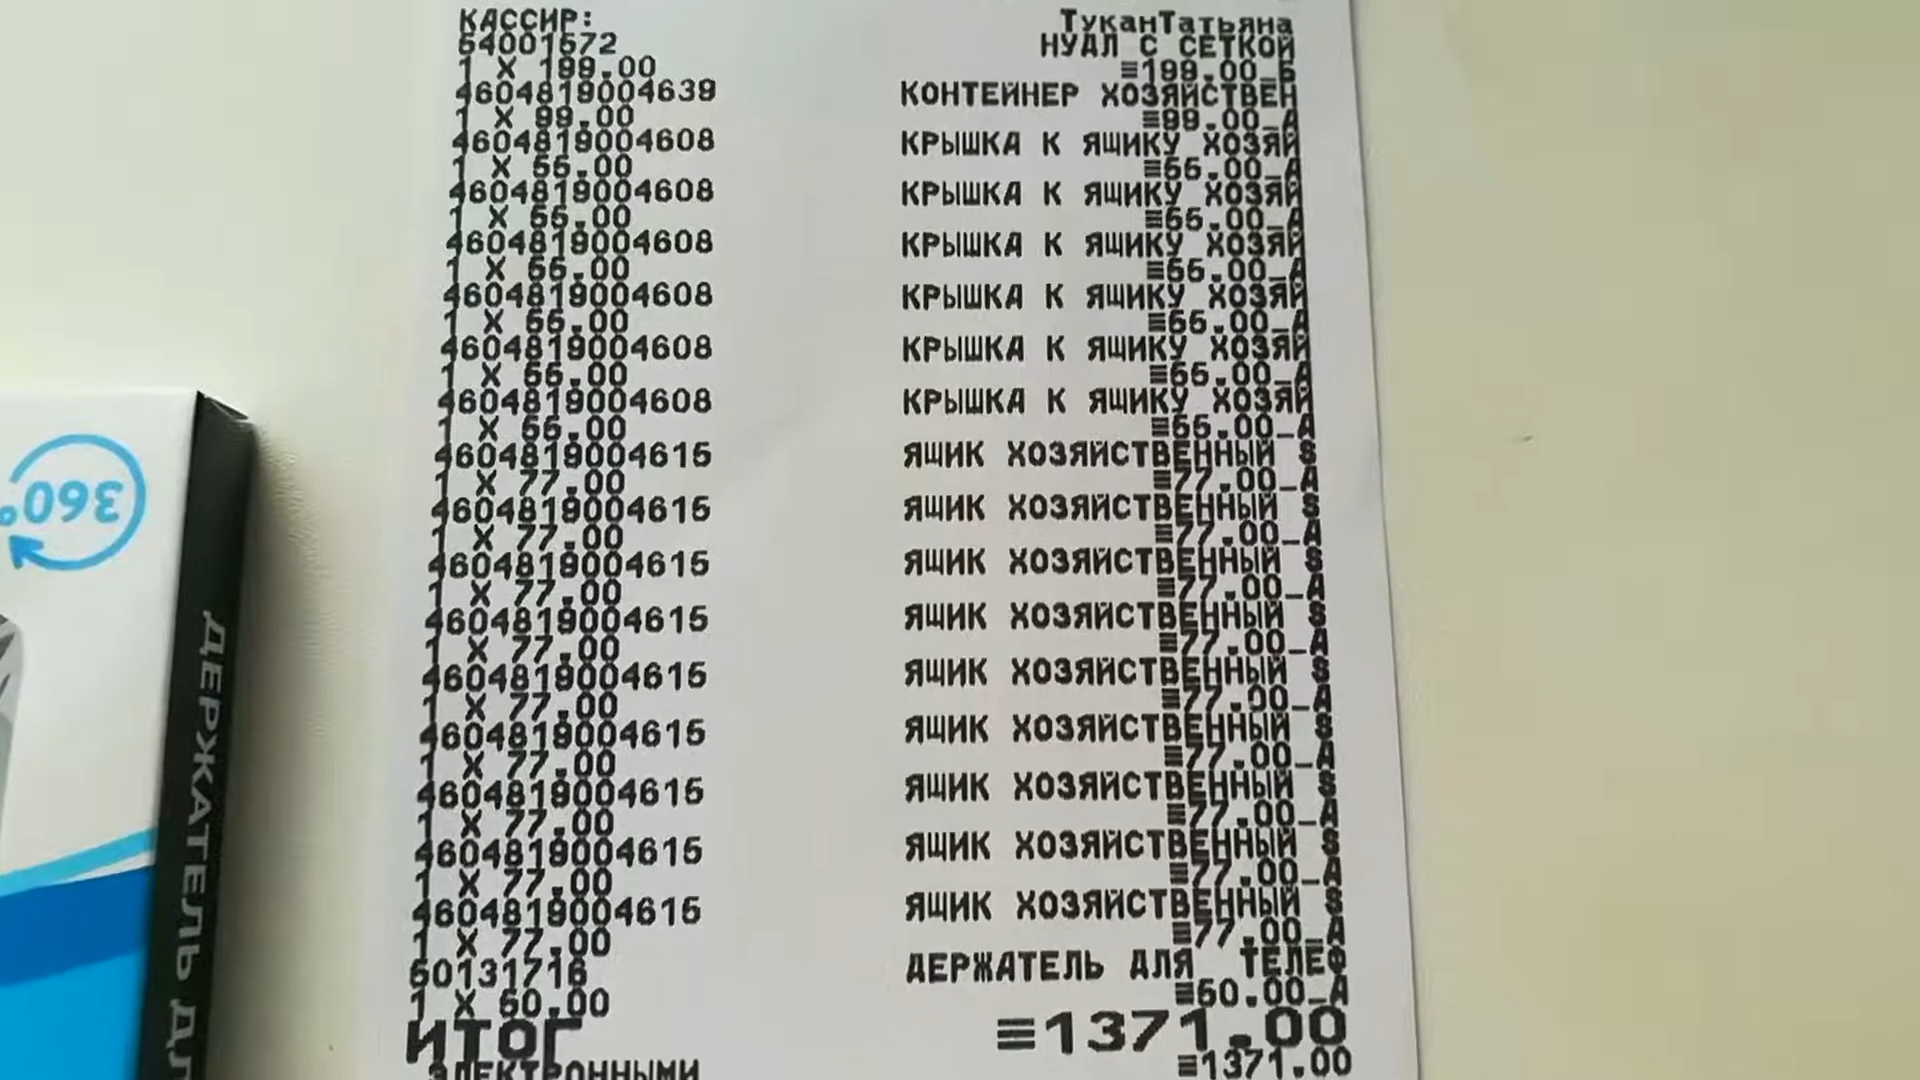 КАССИР: ТуканТатьяна
54001572 НУДЛ С СЕТКОЙ
1 X 199.00 ≡199.00_Б
4604819004639 КОНТЕЙНЕР ХОЗЯЙСТВЕН
1 X 99.00 ≡99.00_А
4604819004608 КРЫШКА К ЯЩИКУ ХОЗЯЙ
1 X 55.00 ≡55.00_А
4604819004608 КРЫШКА К ЯЩИКУ ХОЗЯЙ
1 X 55.00 ≡55.00_А
4604819004608 КРЫШКА К ЯЩИКУ ХОЗЯЙ
1 X 55.00 ≡55.00_А
4604819004608 КРЫШКА К ЯЩИКУ ХОЗЯЙ
1 X 55.00 ≡55.00_А
4604819004608 КРЫШКА К ЯЩИКУ ХОЗЯЙ
1 X 55.00 ≡55.00_А
4604819004608 КРЫШКА К ЯЩИКУ ХОЗЯЙ
1 X 55.00 ≡55.00_А
4604819004615 ЯЩИК ХОЗЯЙСТВЕННЫЙ S
1 X 77.00 ≡77.00_А
4604819004615 ЯЩИК ХОЗЯЙСТВЕННЫЙ S
1 X 77.00 ≡77.00_А
4604819004615 ЯЩИК ХОЗЯЙСТВЕННЫЙ S
1 X 77.00 ≡77.00_А
4604819004615 ЯЩИК ХОЗЯЙСТВЕННЫЙ S
1 X 77.00 ≡77.00_А
4604819004615 ЯЩИК ХОЗЯЙСТВЕННЫЙ S
1 X 77.00 ≡77.00_А
4604819004615 ЯЩИК ХОЗЯЙСТВЕННЫЙ S
1 X 77.00 ≡77.00_А
4604819004615 ЯЩИК ХОЗЯЙСТВЕННЫЙ S
1 X 77.00 ≡77.00_А
4604819004615 ЯЩИК ХОЗЯЙСТВЕННЫЙ S
1 X 77.00 ≡77.00_А
4604819004615 ЯЩИК ХОЗЯЙСТВЕННЫЙ S
1 X 77.00 ≡77.00_А
50131716 ДЕРЖАТЕЛЬ ДЛЯ ТЕЛЕФ
1 X 50.00 ≡50.00_А
ИТОГ ≡1371.00
ЭЛЕКТРОННЫМИ ≡1371.00
360°
ДЕРЖАТЕЛЬ ДЛ